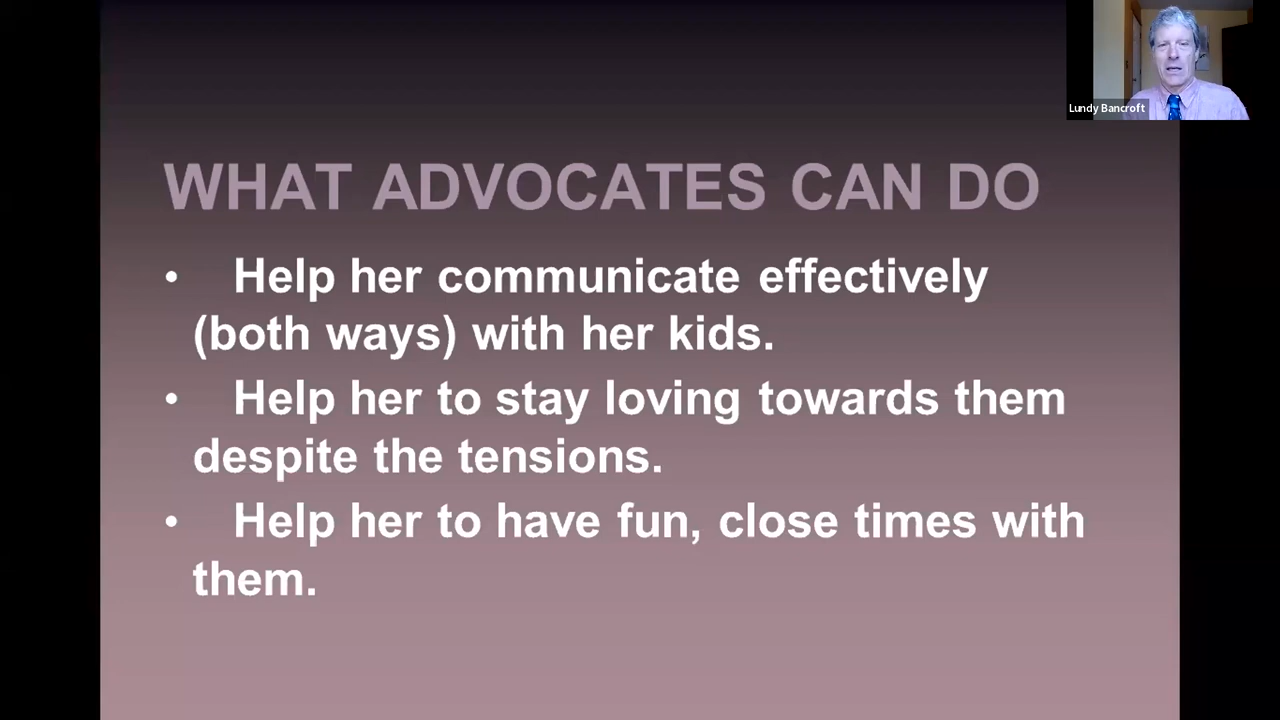 Lundy Bancroft
WHAT ADVOCATES CAN DO
• Help her communicate effectively
(both ways) with her kids.
• Help her to stay loving towards them
despite the tensions.
• Help her to have fun, close times with
them.